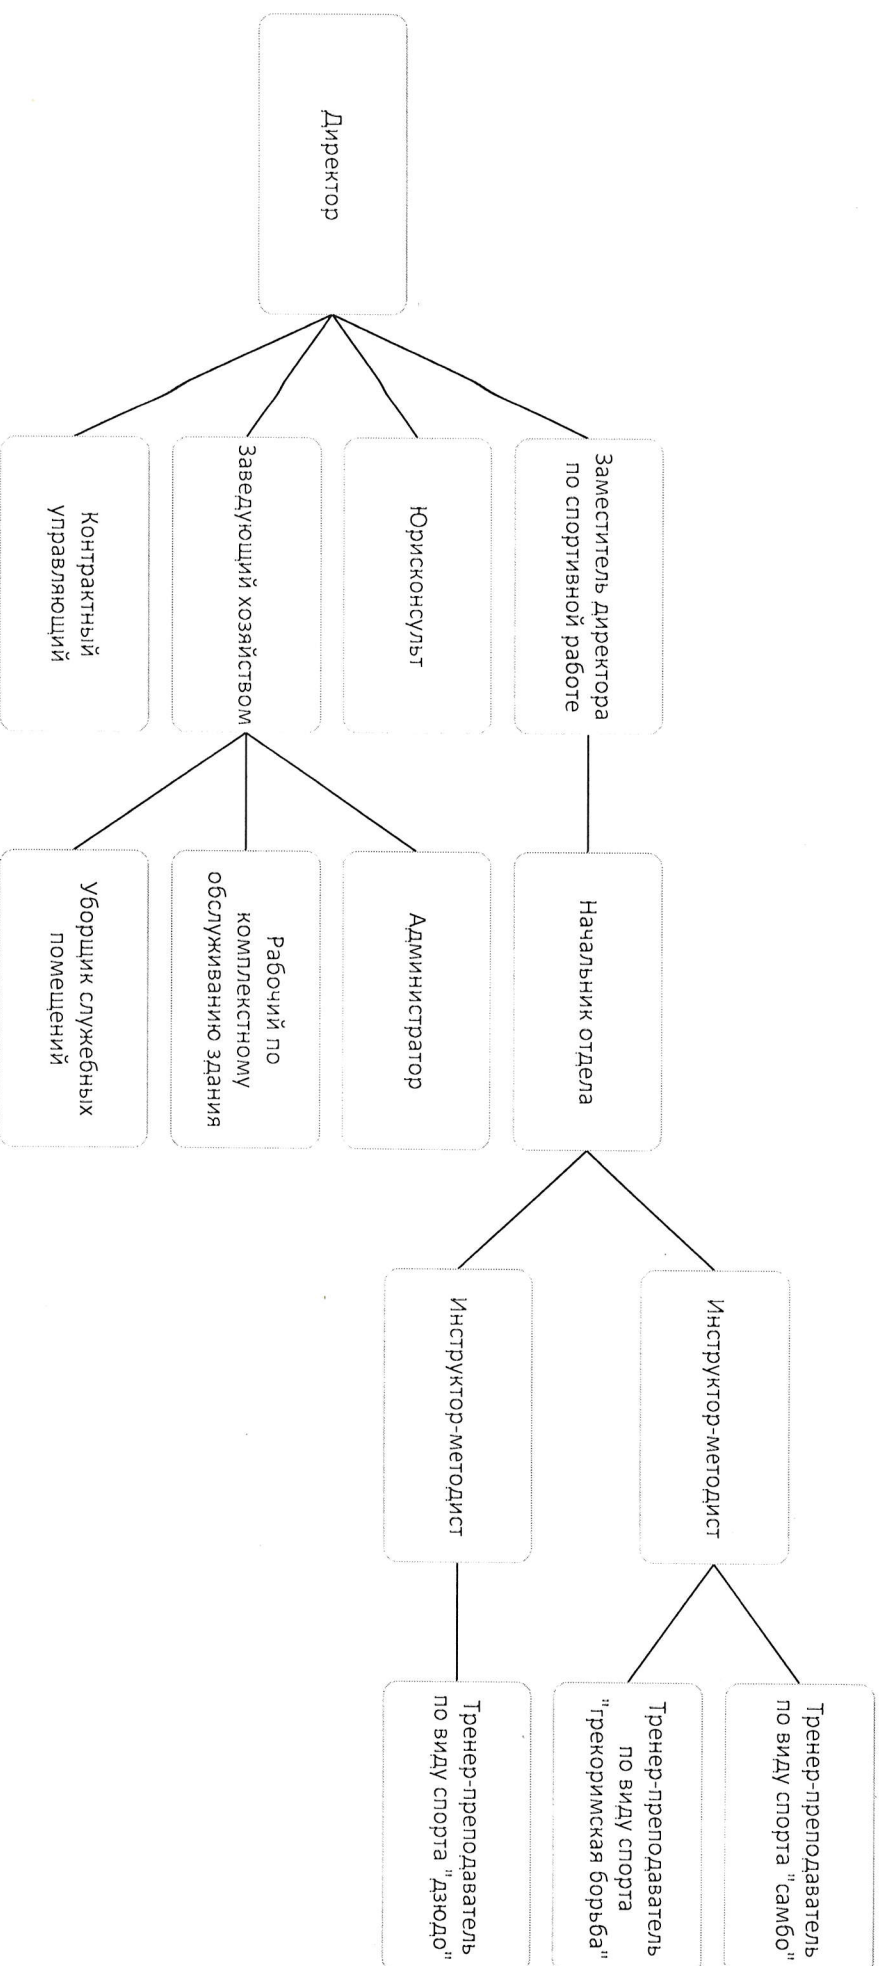 Директор
Заместитель директора
по спортивной работе
Юрисконсульт
Заведующий хозяйством
Контрактный
управляющий
Начальник отдела
Администратор
Рабочий по
комплекстному
обслуживанию здания
Уборщик служебных
помещений
Инструктор-методист
Инструктор-методист
Тренер-преподаватель
по виду спорта "самбо"
Тренер-преподаватель
по виду спорта
"грекоримская борьба"
Тренер-преподаватель
по виду спорта "дзюдо"